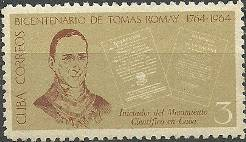 BICENTENARIO DE TOMAS ROMAY 1764-1964
CUBA CORREOS
Iniciador del Movimiento
Científico en Cuba
3